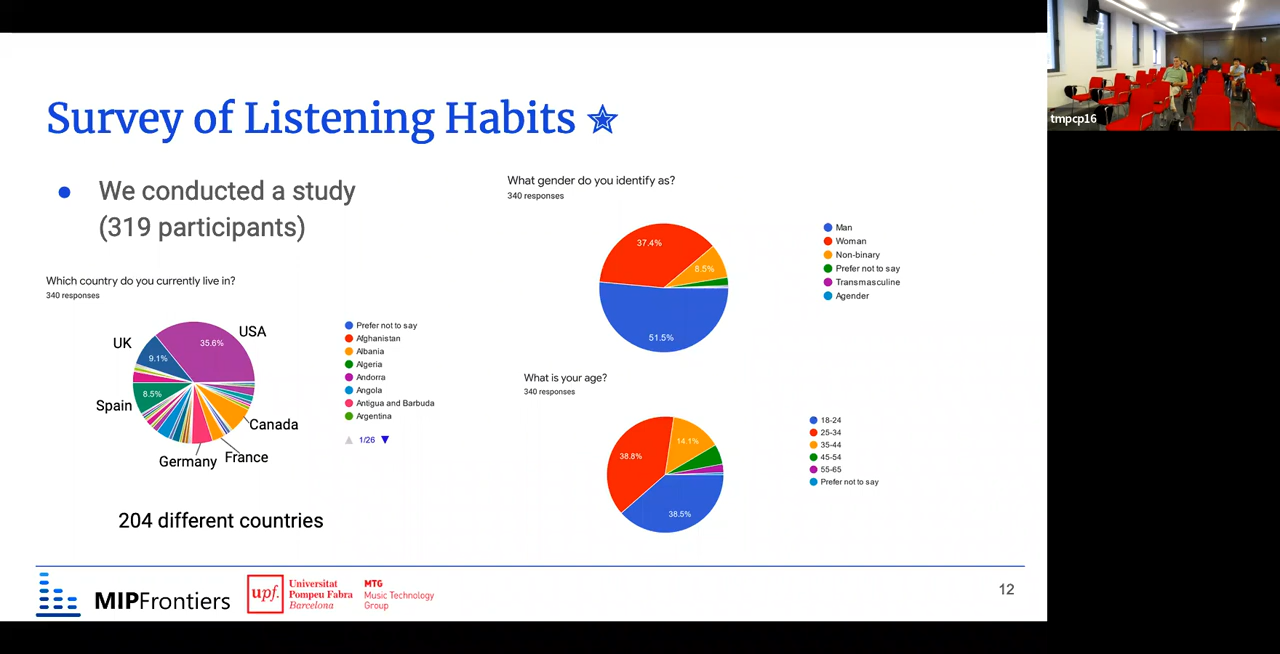 Survey of Listening Habits
We conducted a study
(319 participants)
Which country do you currently live in?
340 responses
UK
USA
35.6%
9.1%
8.5%
Spain
Canada
Germany
France
Prefer not to say
Afghanistan
Albania
Algeria
Andorra
Angola
Antigua and Barbuda
Argentina
1/26
204 different countries
What gender do you identify as?
340 responses
37.4%
8.5%
51.5%
Man
Woman
Non-binary
Prefer not to say
Transmasculine
Agender
What is your age?
340 responses
38.8%
14.1%
38.5%
18-24
25-34
35-44
45-54
55-65
Prefer not to say
MIPFrontiers
upf.
Universitat
Pompeu Fabra
Barcelona
MTG
Music Technology
Group
12
tmpcp16